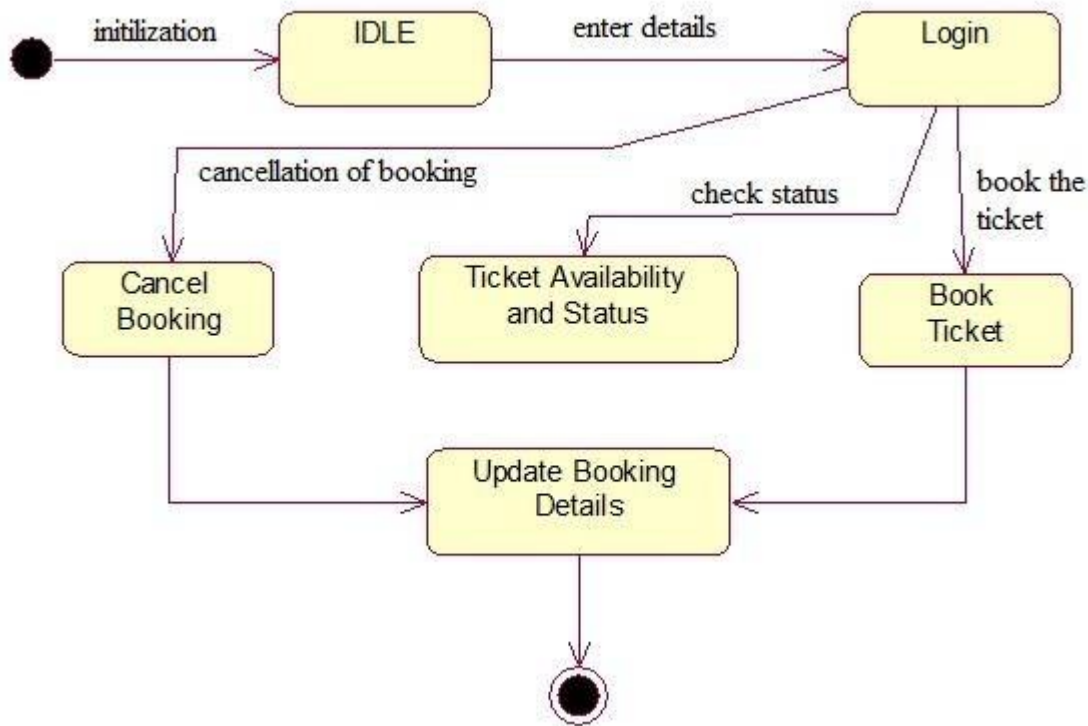 initilization
IDLE
enter details
Login
cancellation of booking
check status
book the
ticket
Cancel
Booking
Ticket Availability
and Status
Book
Ticket
Update Booking
Details